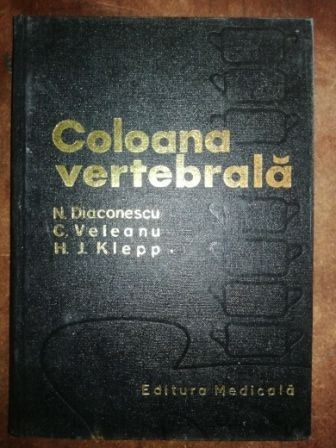 Coloana
vertebrală
N. Diaconescu
C. Veleanu
H. J. Klepp
Editura Medicală